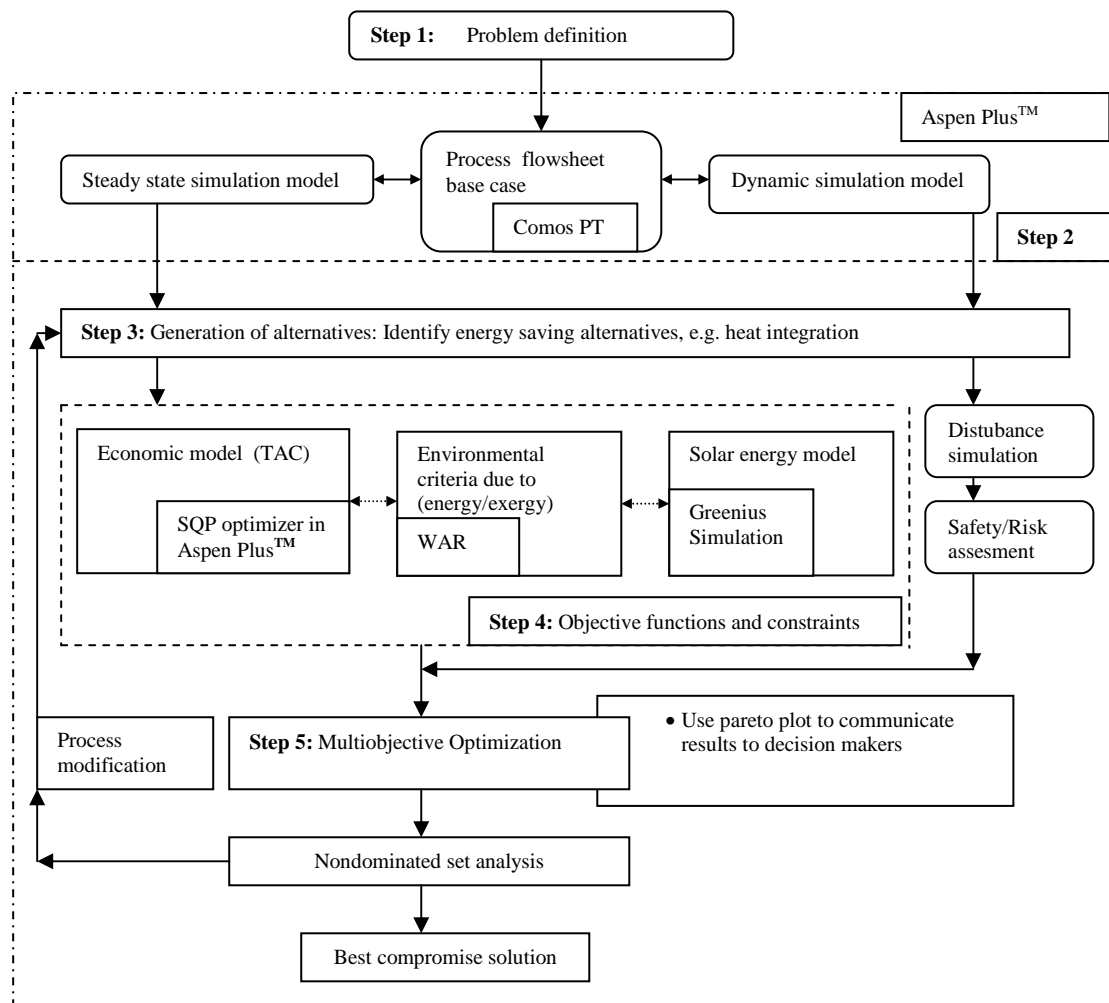 Step 1: Problem definition
Aspen Plus™
Process flowsheet
base case
Steady state simulation model
Dynamic simulation model
Comos PT
Step 2
Step 3: Generation of alternatives: Identify energy saving alternatives, e.g. heat integration
Economic model (TAC)
SQP optimizer in
Aspen Plus™
Environmental
criteria due to
(energy/exergy)
WAR
Solar energy model
Greenius
Simulation
Distubance
simulation
Safety/Risk
assesment
Step 4: Objective functions and constraints
Process
modification
Step 5: Multiobjective Optimization
• Use pareto plot to communicate
results to decision makers
Nondominated set analysis
Best compromise solution